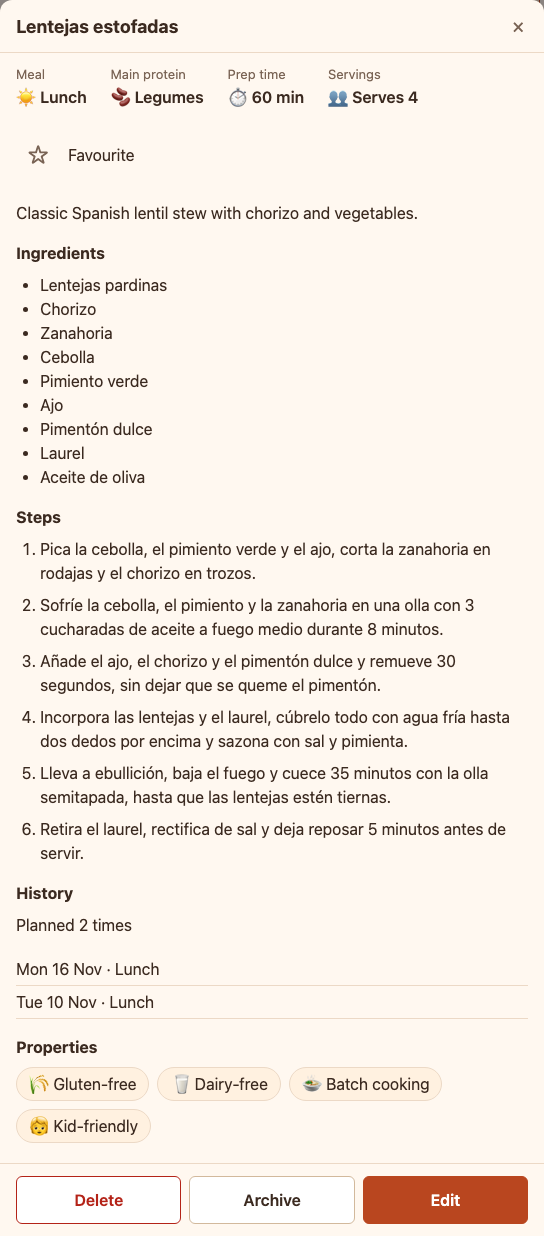 Lentejas estofadas
×
Meal
Lunch
Main protein
Legumes
Prep time
60 min
Servings
Serves 4
Favourite
Classic Spanish lentil stew with chorizo and vegetables.
Ingredients
• Lentejas pardinas
• Chorizo
• Zanahoria
• Cebolla
• Pimiento verde
• Ajo
• Pimentón dulce
• Laurel
• Aceite de oliva
Steps
1. Pica la cebolla, el pimiento verde y el ajo, corta la zanahoria en
rodajas y el chorizo en trozos.
2. Sofríe la cebolla, el pimiento y la zanahoria en una olla con 3
cucharadas de aceite a fuego medio durante 8 minutos.
3. Añade el ajo, el chorizo y el pimentón dulce y remueve 30
segundos, sin dejar que se queme el pimentón.
4. Incorpora las lentejas y el laurel, cúbrelo todo con agua fría hasta
dos dedos por encima y sazona con sal y pimienta.
5. Lleva a ebullición, baja el fuego y cuece 35 minutos con la olla
semitapada, hasta que las lentejas estén tiernas.
6. Retira el laurel, rectifica de sal y deja reposar 5 minutos antes de
servir.
History
Planned 2 times
Mon 16 Nov · Lunch
Tue 10 Nov · Lunch
Properties
Gluten-free
Dairy-free
Batch cooking
Kid-friendly
Delete
Archive
Edit